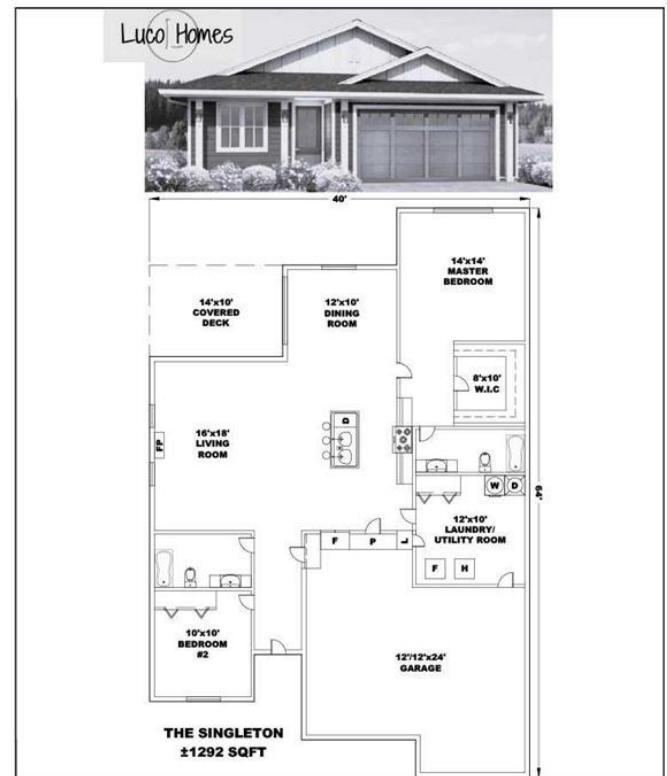 Luco Homes
40'
14'x14'
MASTER
BEDROOM
14'x10'
COVERED
DECK
12'x10'
DINING
ROOM
8'x10'
W.I.C
D
16'x18'
LIVING
ROOM
FP
W D
64'
12'x10'
LAUNDRY/
UTILITY ROOM
F P L
F H
10'x10'
BEDROOM
#2
12'/12'x24'
GARAGE
THE SINGLETON
±1292 SQFT